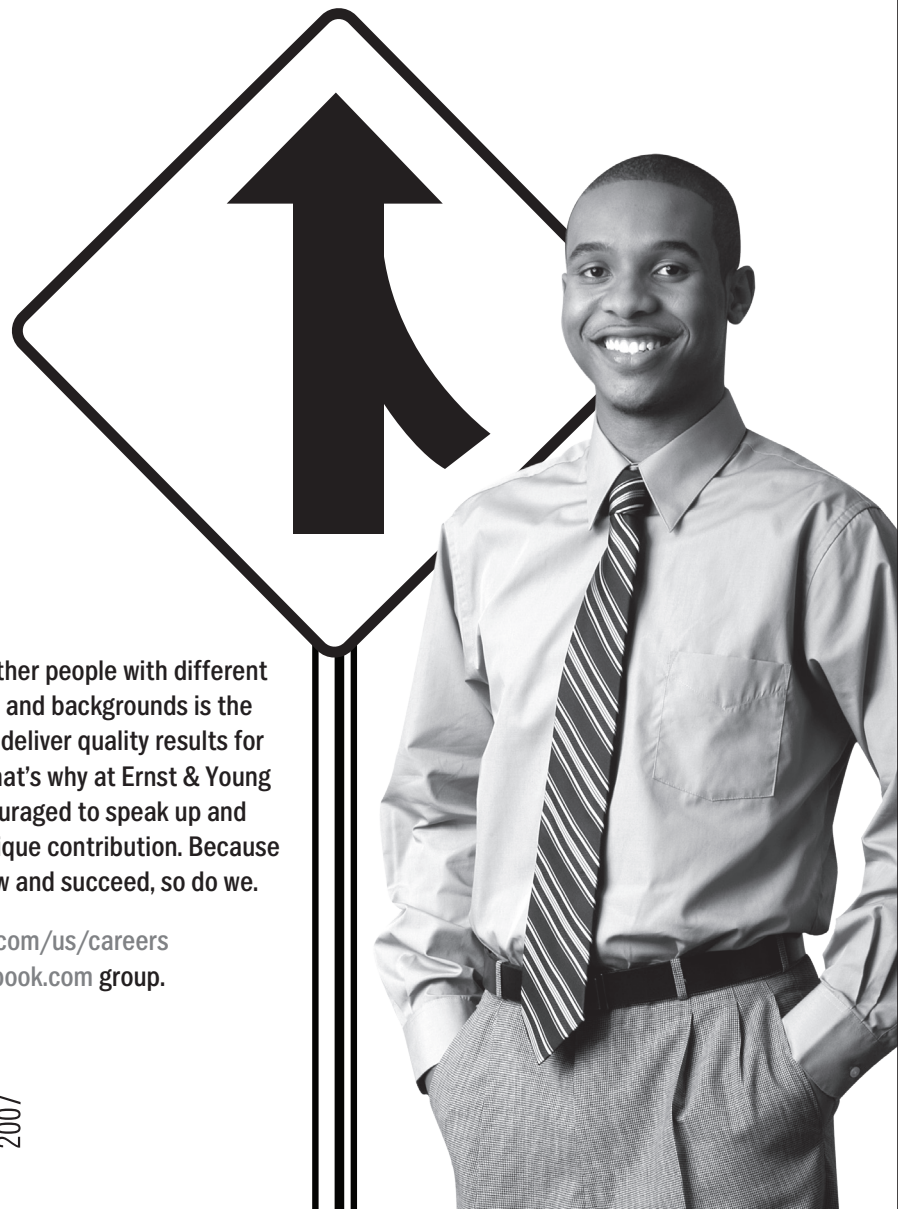 ther people with different
and backgrounds is the
deliver quality results for
hat's why at Ernst & Young
ouraged to speak up and
ique contribution. Because
w and succeed, so do we.
com/us/careers
book.com group.
2007